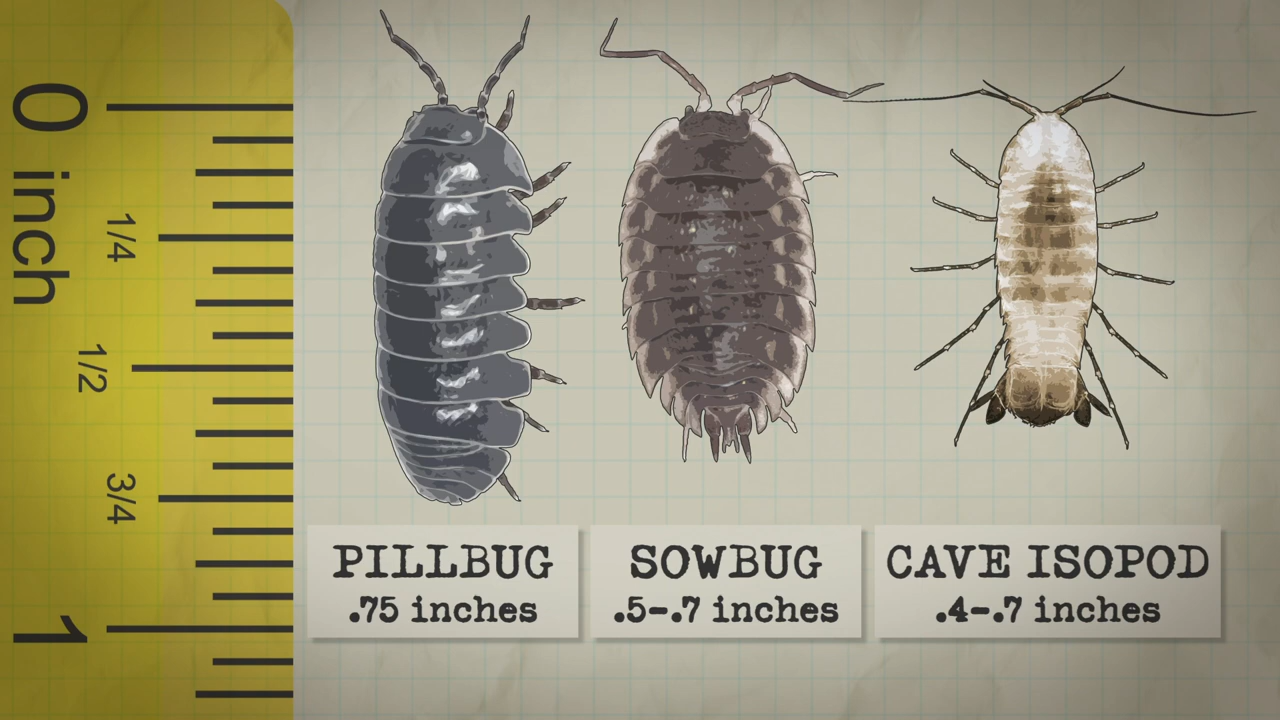 0 inch
1/4
1/2
3/4
1
PILLBUG
.75 inches
SOWBUG
.5-.7 inches
CAVE ISOPOD
.4-.7 inches